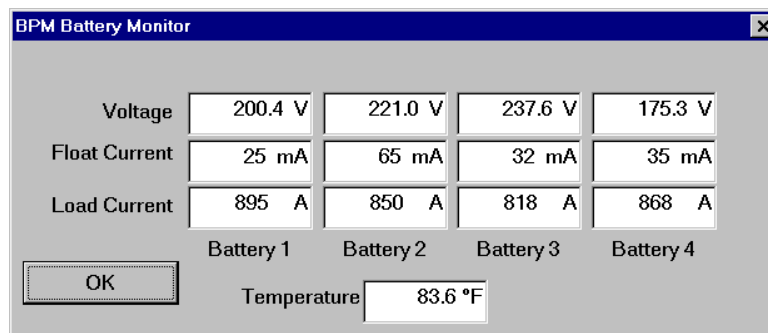 BPM Battery Monitor
Voltage 200.4 V 221.0 V 237.6 V 175.3 V
Float Current 25 mA 65 mA 32 mA 35 mA
Load Current 895 A 850 A 818 A 868 A
Battery 1 Battery 2 Battery 3 Battery 4
OK
Temperature 83.6 ºF